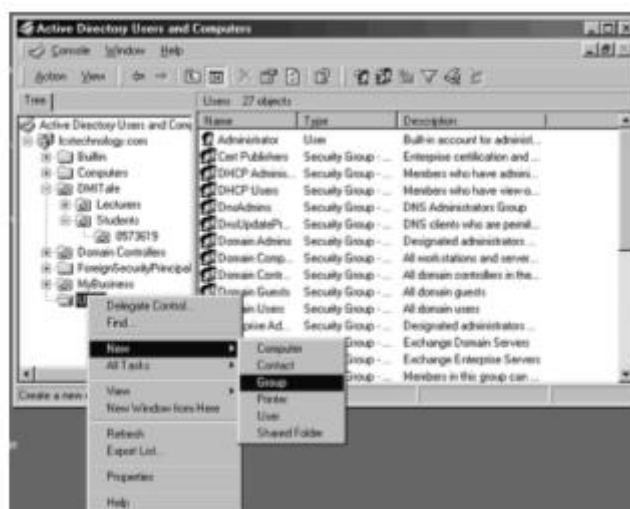 Active Directory Users and Computers
Console Window Help
Action View
Tree
Users 27 objects
Active Directory Users and Comp
Name Type Description
Administrator User Built-in account for administ...
Builtin
Cert Publishers Security Group - ... Enterprise certification and ...
Computers
DHCP Adminis... Security Group - ... Members who have admini...
DHCP Users Security Group - ... Members who have view-o...
Lecturers
DnsAdmins Security Group - ... DNS Administrators Group
Students
DnsUpdatePr... Security Group - ... DNS clients who are permit...
0573619
Domain Admins Security Group - ... Designated administrators ...
Domain Controllers
Domain Comp... Security Group - ... All workstations and server...
ForeignSecurityPrincipal
Domain Contr... Security Group - ... All domain controllers in the...
MyBusiness
Domain Guests Security Group - ... All domain guests
ain Users Security Group - ... All domain users
prise Ad... Security Group - ... Designated administrators ...
Group - ... Exchange Domain Servers
Group - ... Exchange Enterprise Servers
Group - ... Members in this group can ...
Create a new
Delegate Control...
Find...
New
All Tasks
View
New Window from Here
Refresh
Export List...
Properties
Help
Computer
Contact
Group
Printer
User
Shared Folder